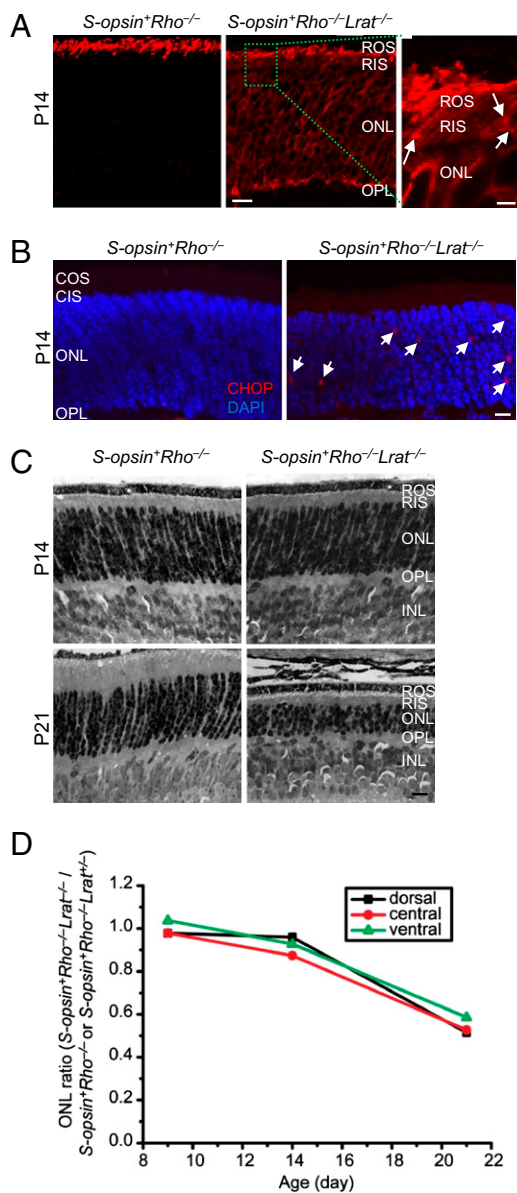 A
S-opsin⁺Rho⁻/⁻
S-opsin⁺Rho⁻/⁻Lrat⁻/⁻
P14
ROS
RIS
ONL
OPL
ROS
RIS
ONL
B
S-opsin⁺Rho⁻/⁻
S-opsin⁺Rho⁻/⁻Lrat⁻/⁻
P14
COS
CIS
ONL
OPL
CHOP
DAPI
C
S-opsin⁺Rho⁻/⁻
S-opsin⁺Rho⁻/⁻Lrat⁻/⁻
P14
ROS
RIS
ONL
OPL
INL
P21
ROS
RIS
ONL
OPL
INL
D
ONL ratio (S-opsin⁺Rho⁻/⁻Lrat⁻/⁻ /
S-opsin⁺Rho⁻/⁻ or S-opsin⁺Rho⁻/⁻Lrat⁺/⁻)
1.2
1.0
0.8
0.6
0.4
0.2
0.0
dorsal
central
ventral
8 10 12 14 16 18 20 22
Age (day)